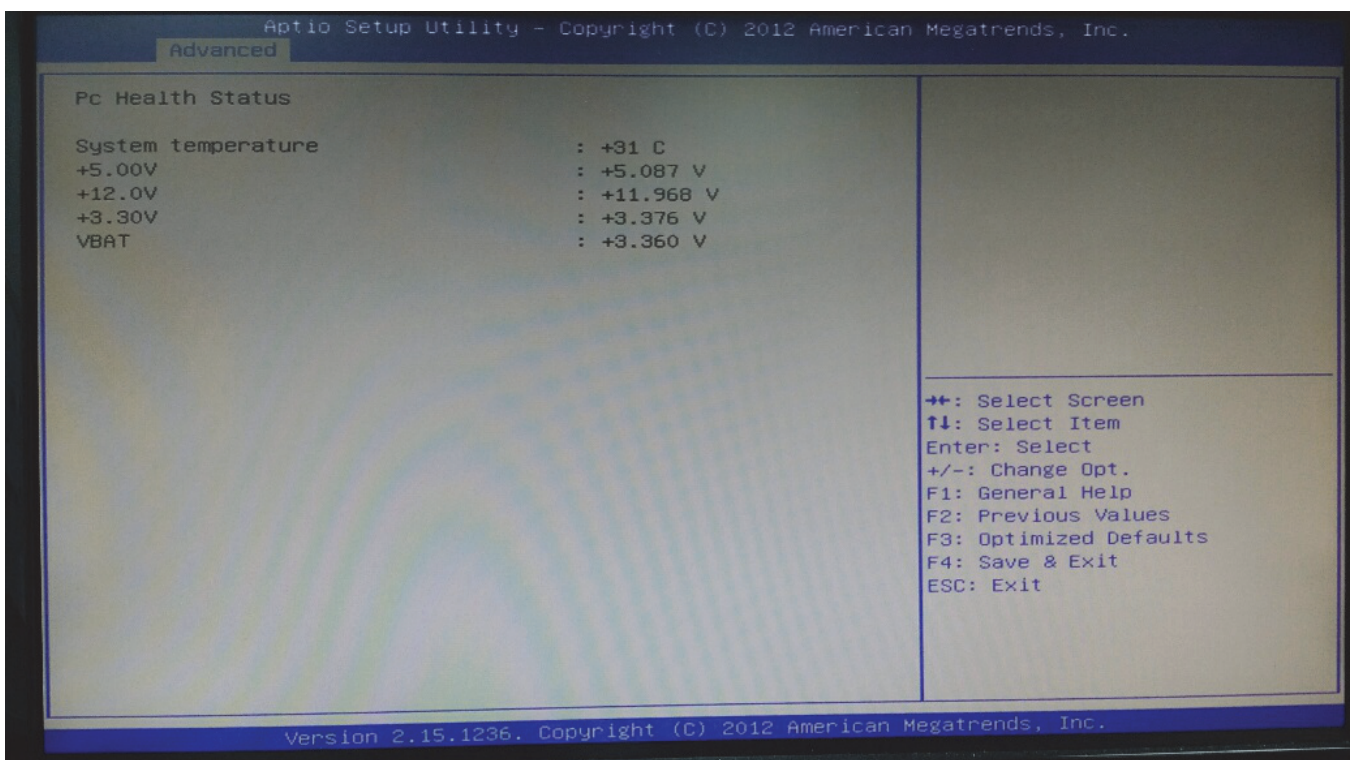 Aptio Setup Utility – Copyright (C) 2012 American Megatrends, Inc.
Advanced
Pc Health Status
System temperature : +31 C
+5.00V : +5.087 V
+12.0V : +11.968 V
+3.30V : +3.376 V
VBAT : +3.360 V
→←: Select Screen
↑↓: Select Item
Enter: Select
+/-: Change Opt.
F1: General Help
F2: Previous Values
F3: Optimized Defaults
F4: Save & Exit
ESC: Exit
Version 2.15.1236. Copyright (C) 2012 American Megatrends, Inc.